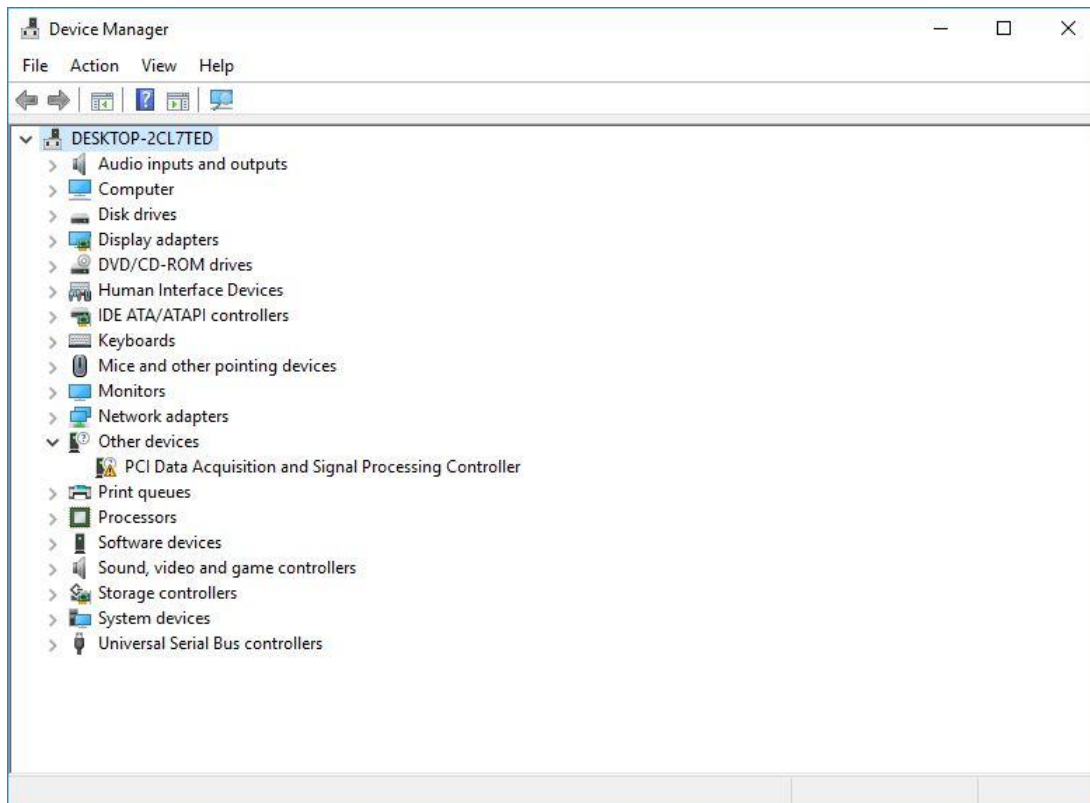 Device Manager
File Action View Help
DESKTOP-2CL7TED
Audio inputs and outputs
Computer
Disk drives
Display adapters
DVD/CD-ROM drives
Human Interface Devices
IDE ATA/ATAPI controllers
Keyboards
Mice and other pointing devices
Monitors
Network adapters
Other devices
PCI Data Acquisition and Signal Processing Controller
Print queues
Processors
Software devices
Sound, video and game controllers
Storage controllers
System devices
Universal Serial Bus controllers